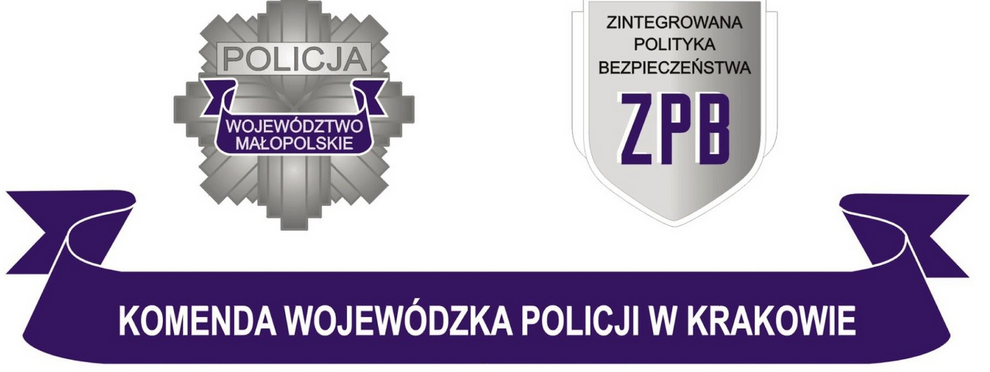 POLICJA
WOJEWÓDZTWO
MAŁOPOLSKIE
ZINTEGROWANA
POLITYKA
BEZPIECZEŃSTWA
ZPB
KOMENDA WOJEWÓDZKA POLICJI W KRAKOWIE